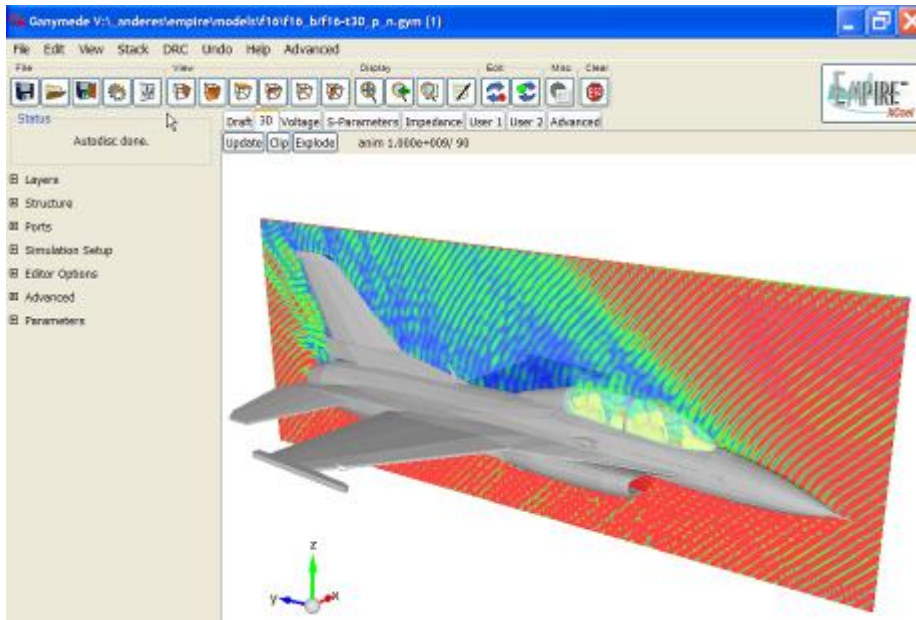 Ganymede V:\_anderes\empire\models\f16\f16_b/f16-t30_p_n.gym (1)
File Edit View Stack DRC Undo Help Advanced
File View Display Edit Misc Clear
EMPIRE
XCcel
Status
Autodisc done.
Draft 3D Voltage S-Parameters Impedance User 1 User 2 Advanced
Update Clip Explode anim 1.000e+009/ 90
Layers
Structure
Ports
Simulation Setup
Editor Options
Advanced
Parameters
z
y x